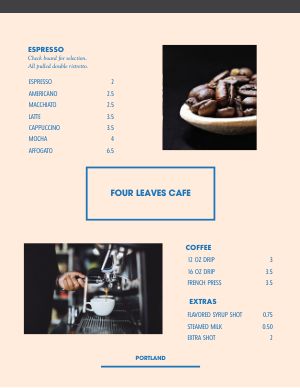 ESPRESSO
Check board for selection.
All pulled double ristretto.
ESPRESSO 2
AMERICANO 2.5
MACCHIATO 2.5
LATTE 3.5
CAPPUCCINO 3.5
MOCHA 4
AFFOGATO 6.5
FOUR LEAVES CAFE
COFFEE
12 OZ DRIP 3
16 OZ DRIP 3.5
FRENCH PRESS 3.5
EXTRAS
FLAVORED SYRUP SHOT 0.75
STEAMED MILK 0.50
EXTRA SHOT 2
PORTLAND